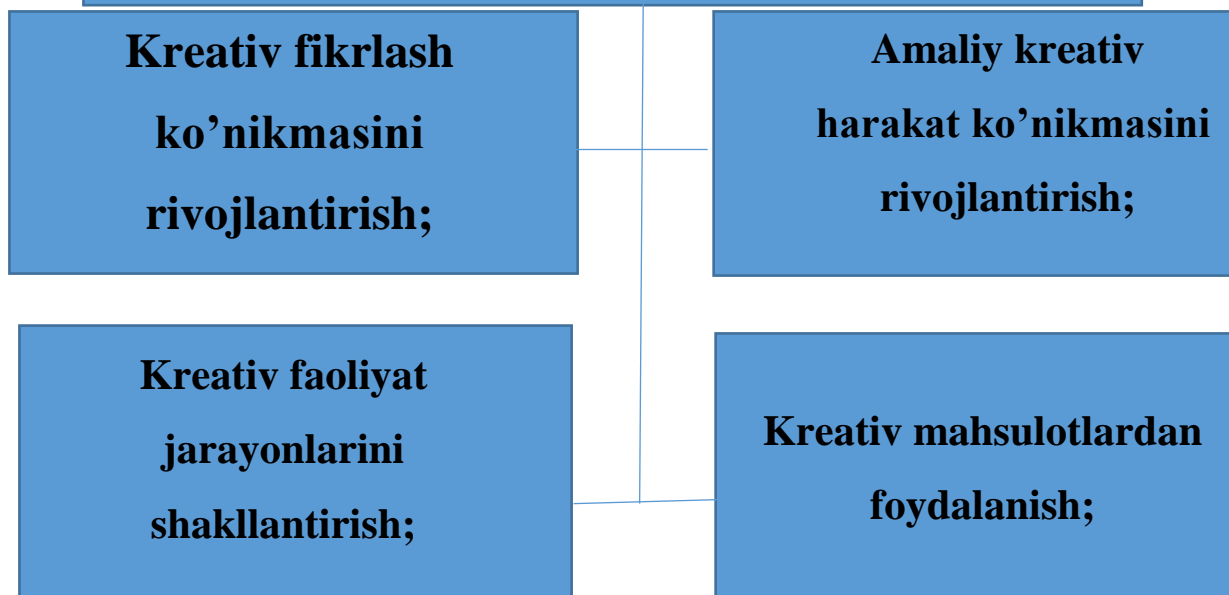 Kreativ fikrlash
ko’nikmasini
rivojlantirish;
Amaliy kreativ
harakat ko’nikmasini
rivojlantirish;
Kreativ faoliyat
jarayonlarini
shakllantirish;
Kreativ mahsulotlardan
foydalanish;